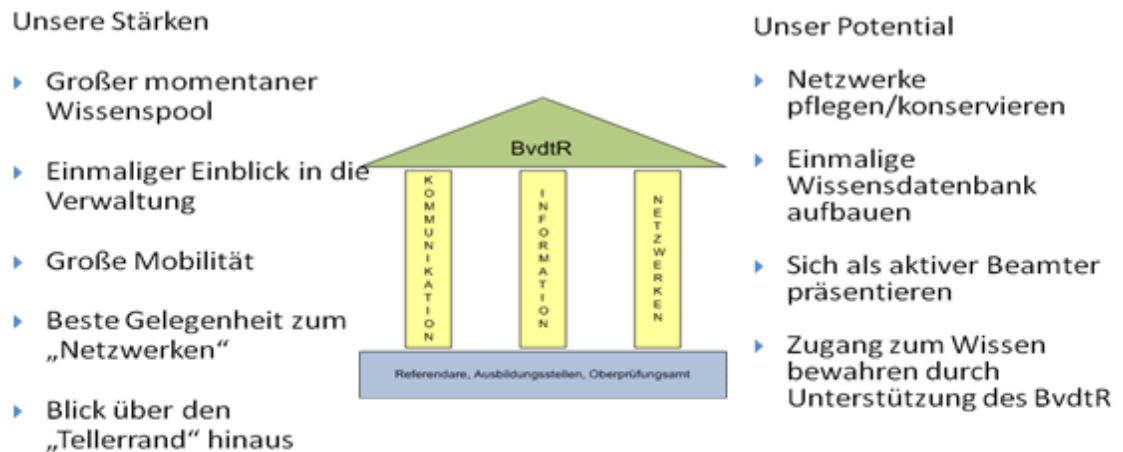 Unsere Stärken
Großer momentaner
Wissenspool
Einmaliger Einblick in die
Verwaltung
Große Mobilität
Beste Gelegenheit zum
„Netzwerken“
Blick über den
„Tellerrand“ hinaus
BvdtR
KOMMUNIKATION
INFORMATION
NETZWERKEN
Referendare, Ausbildungsstellen, Oberprüfungsamt
Unser Potential
Netzwerke
pflegen/konservieren
Einmalige
Wissensdatenbank
aufbauen
Sich als aktiver Beamter
präsentieren
Zugang zum Wissen
bewahren durch
Unterstützung des BvdtR